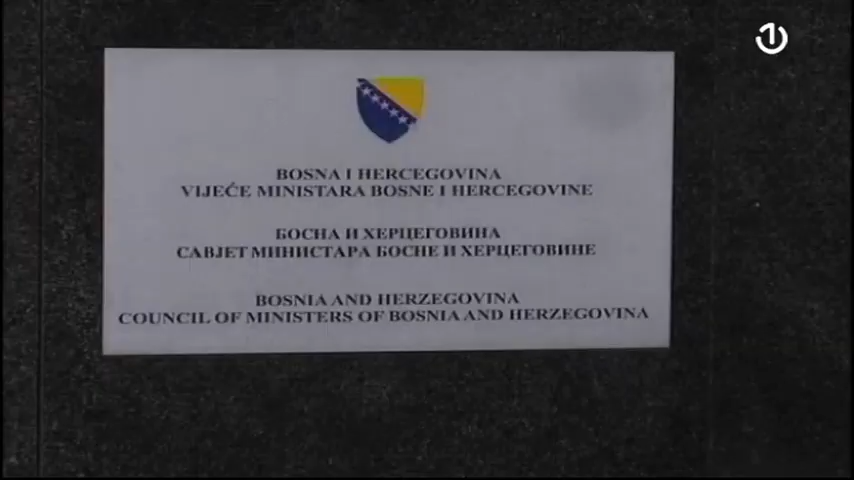 BOSNA I HERCEGOVINA
VIJEĆE MINISTARA BOSNE I HERCEGOVINE
БОСНА И ХЕРЦЕГОВИНА
САВЈЕТ МИНИСТАРА БОСНЕ И ХЕРЦЕГОВИНЕ
BOSNIA AND HERZEGOVINA
COUNCIL OF MINISTERS OF BOSNIA AND HERZEGOVINA
1